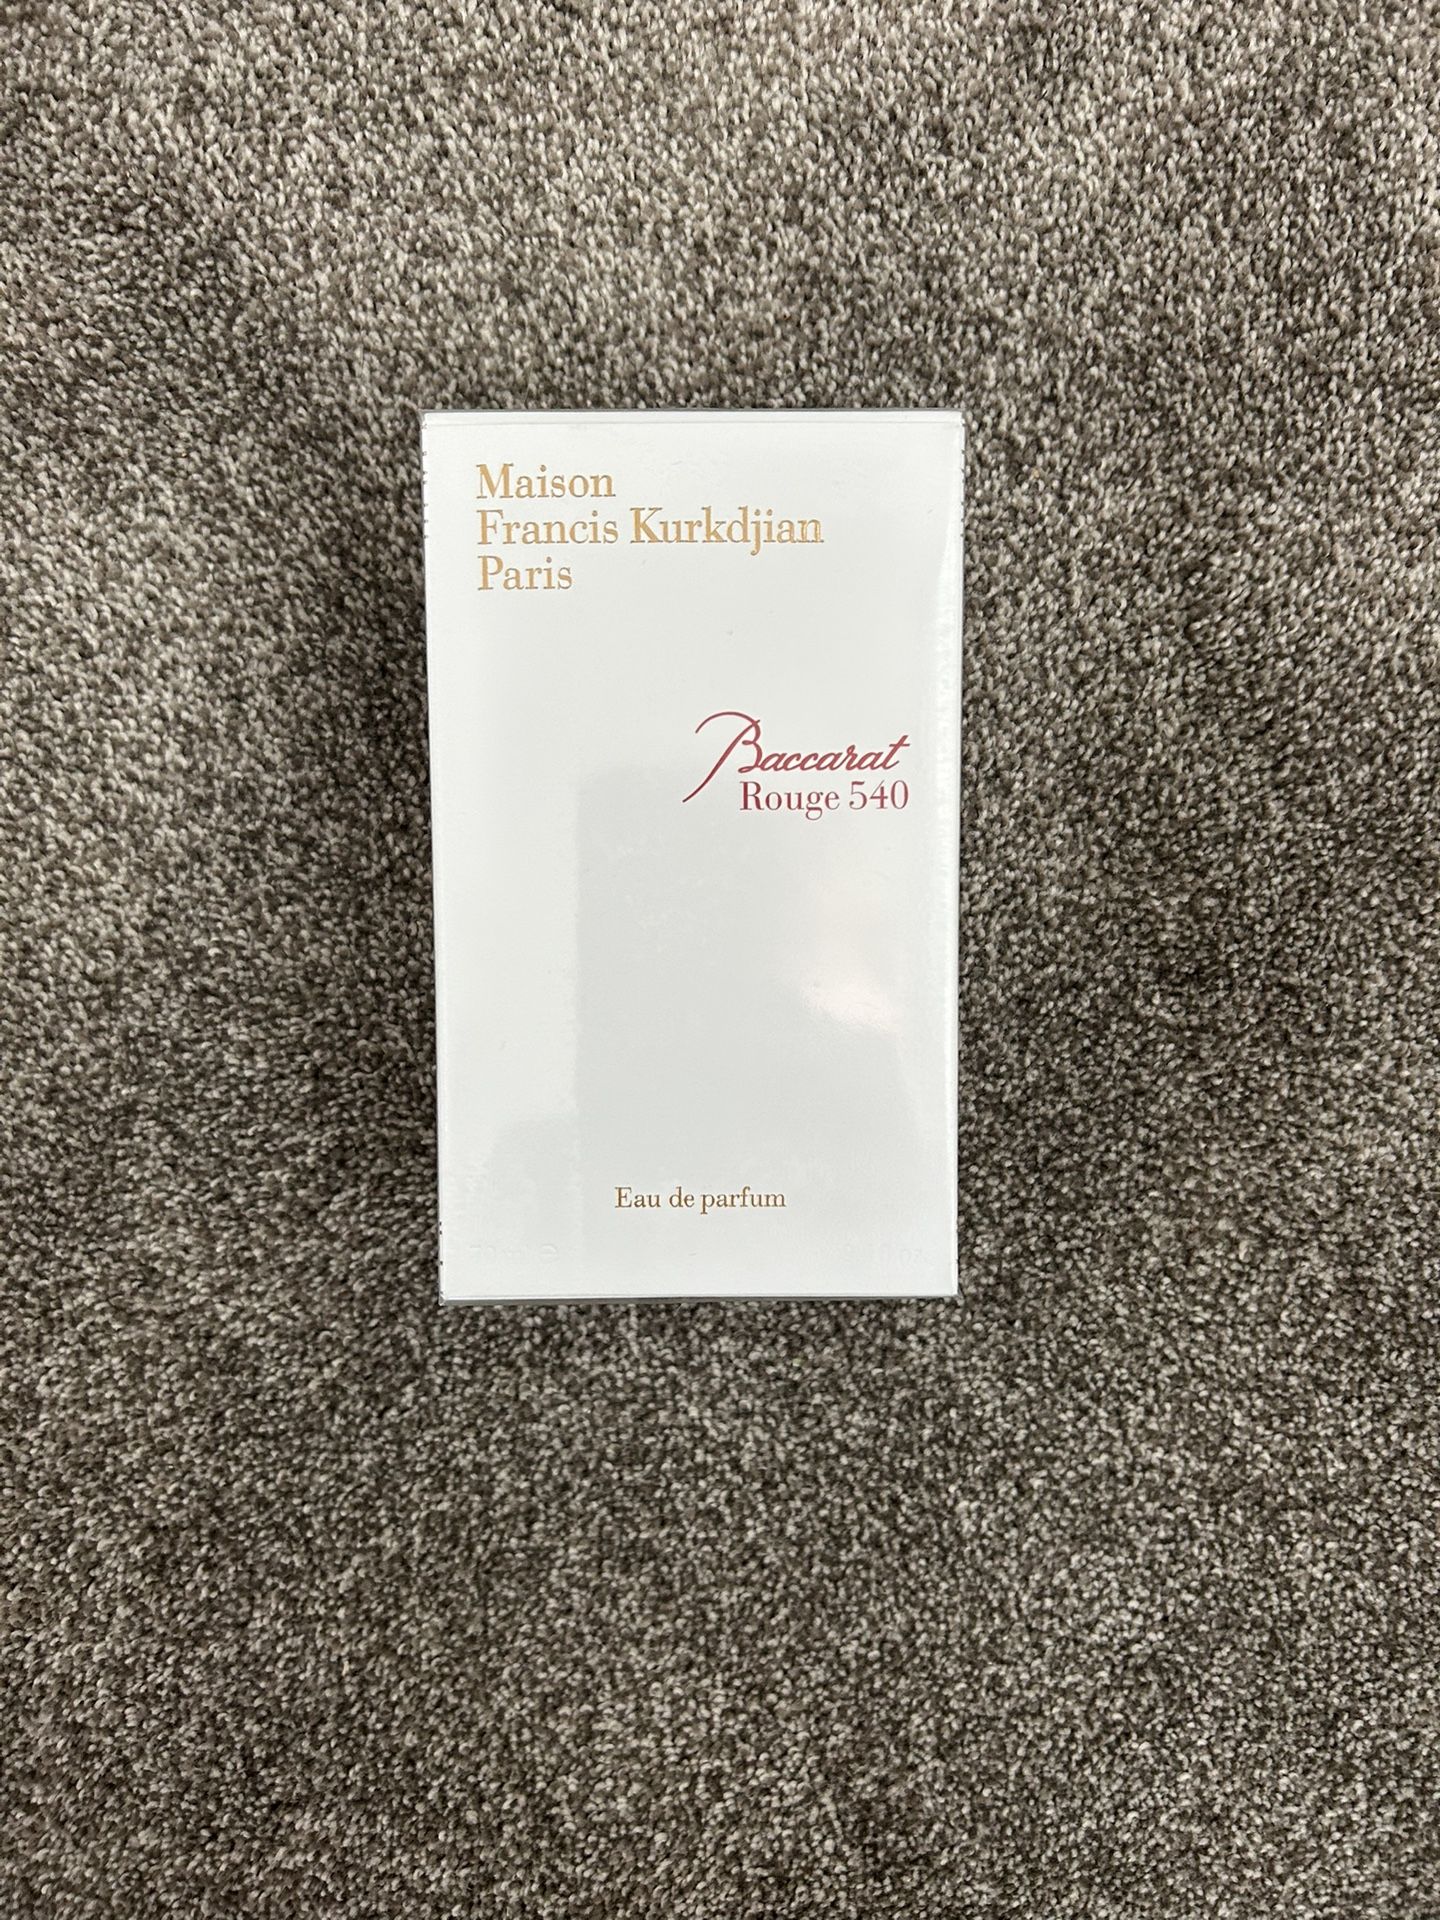 Maison
Francis Kurkdjian
Paris
Baccarat
Rouge 540
Eau de parfum